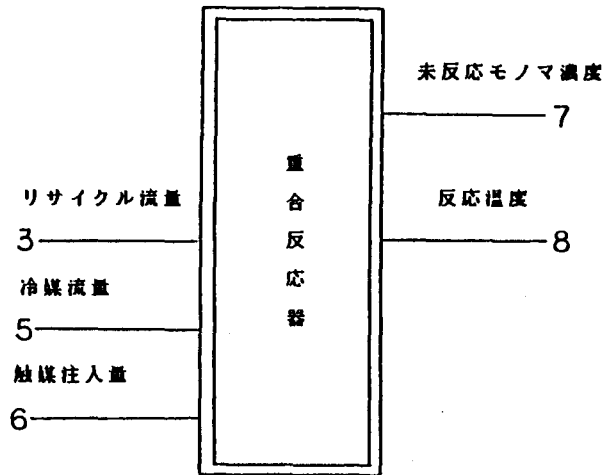 未反応モノマ濃度
7
重合反応器
リサイクル流量
3
反応温度
8
冷媒流量
5
触媒注入量
6